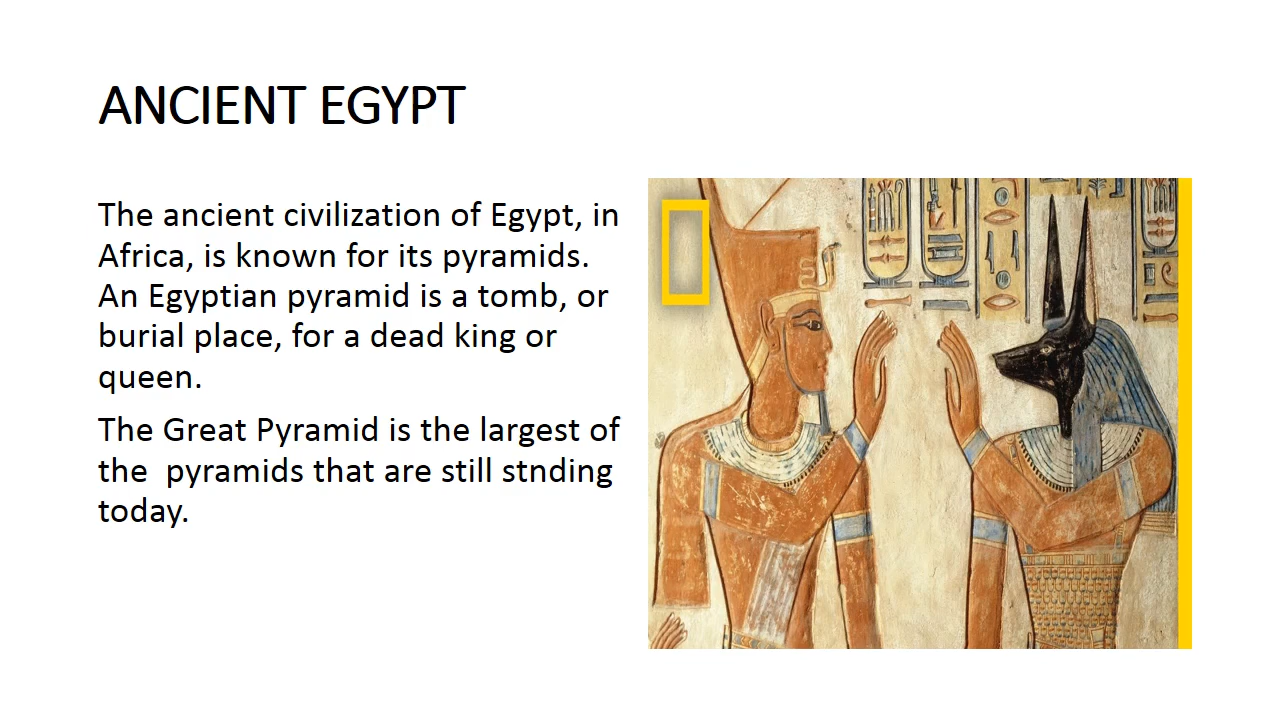 ANCIENT EGYPT
The ancient civilization of Egypt, in
Africa, is known for its pyramids.
An Egyptian pyramid is a tomb, or
burial place, for a dead king or
queen.
The Great Pyramid is the largest of
the  pyramids that are still stnding
today.